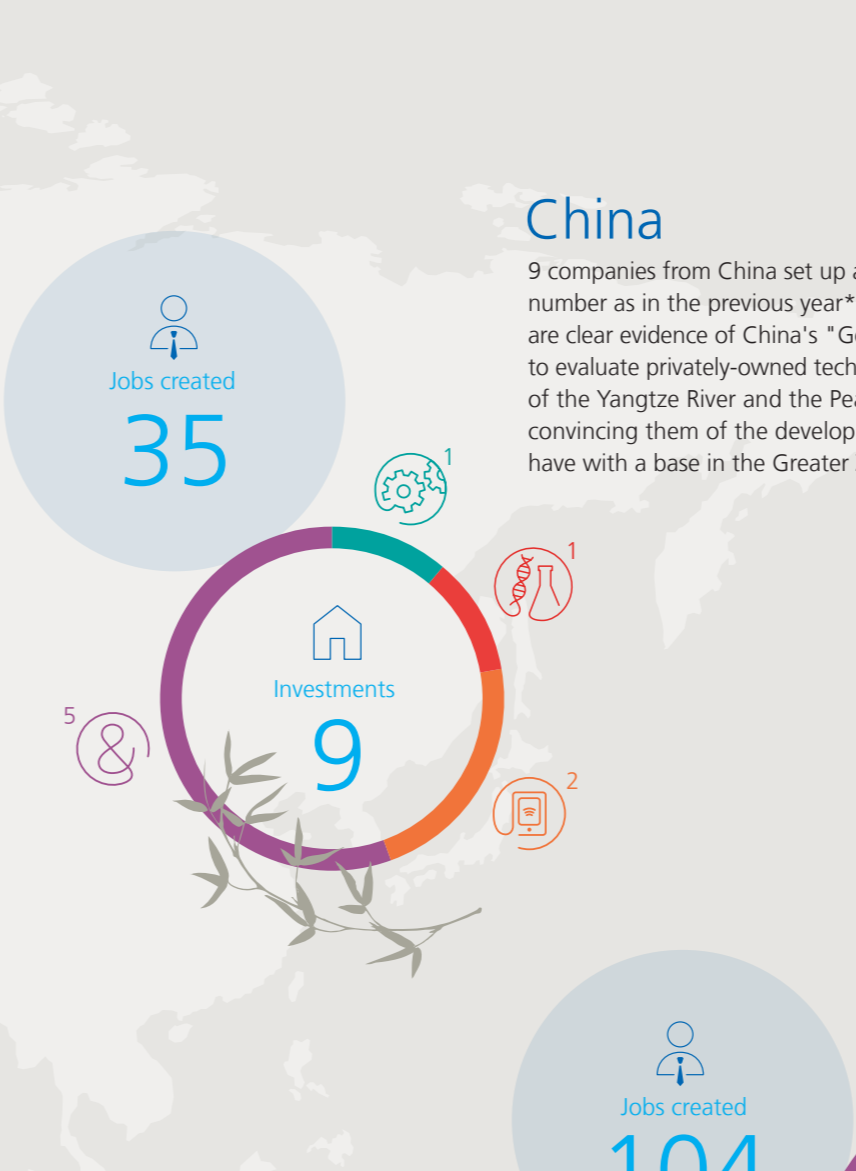 China
9 companies from China set up
number as in the previous year*
are clear evidence of China's
to evaluate privately-owned
of the Yangtze River and the
convincing them of the
have with a base in the Greater
Jobs created
35
1
1
Investments
9
5
&
2
Jobs created
104